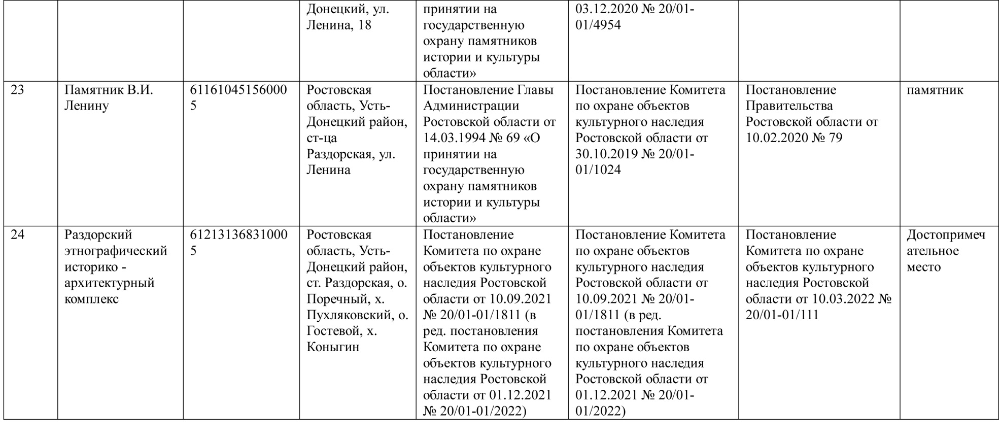 Донецкий, ул.
Ленина, 18
принятии на
государственную
охрану памятников
истории и культуры
области»
03.12.2020 № 20/01-
01/4954
23
Памятник В.И.
Ленину
61161045156000
5
Ростовская
область, Усть-
Донецкий район,
ст-ца
Раздорская, ул.
Ленина
Постановление Главы
Администрации
Ростовской области от
14.03.1994 № 69 «О
принятии на
государственную
охрану памятников
истории и культуры
области»
Постановление Комитета
по охране объектов
культурного наследия
Ростовской области от
30.10.2019 № 20/01-
01/1024
Постановление
Правительства
Ростовской области от
10.02.2020 № 79
памятник
24
Раздорский
этнографический
историко -
архитектурный
комплекс
61213136831000
5
Ростовская
область, Усть-
Донецкий район,
ст. Раздорская, о.
Поречный, х.
Пухляковский, о.
Гостевой, х.
Коныгин
Постановление
Комитета по охране
объектов культурного
наследия Ростовской
области от 10.09.2021
№ 20/01-01/1811 (в
ред. постановления
Комитета по охране
объектов культурного
наследия Ростовской
области от 01.12.2021
№ 20/01-01/2022)
Постановление Комитета
по охране объектов
культурного наследия
Ростовской области от
10.09.2021 № 20/01-
01/1811 (в ред.
постановления Комитета
по охране объектов
культурного наследия
Ростовской области от
01.12.2021 № 20/01-
01/2022)
Постановление
Комитета по охране
объектов культурного
наследия Ростовской
области от 10.03.2022 №
20/01-01/111
Достопримеч
ательное
место